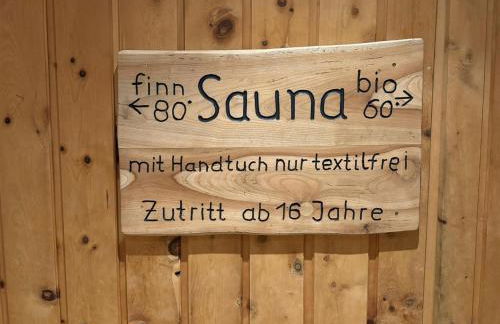 finn Sauna bio
←80° 60°→
mit Handtuch nur textilfrei
Zutritt ab 16 Jahre